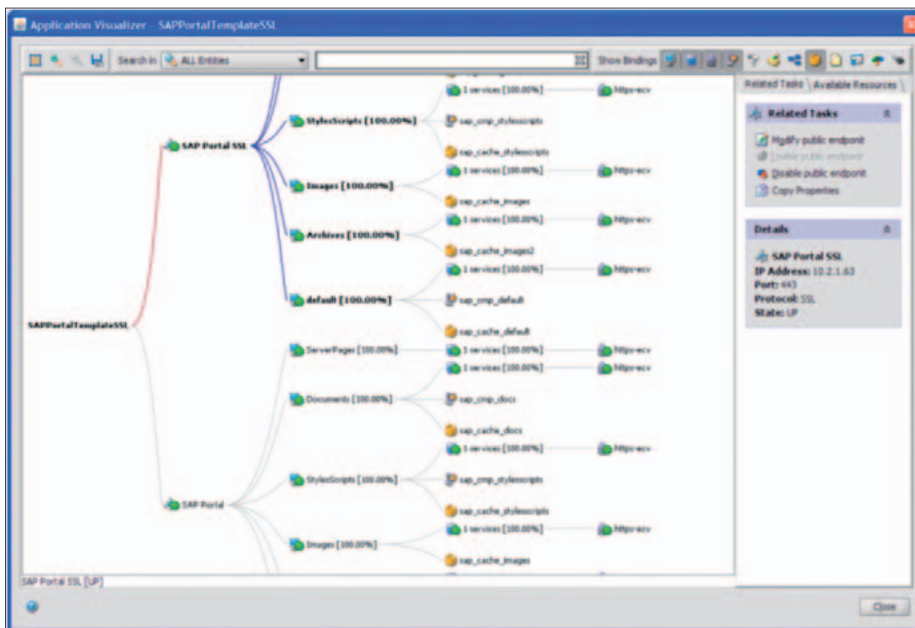 Application Visualizer - SAPPortalTemplateSSL
Search in ALL Entities Show Bindings
Related Tasks Available Resources
Related Tasks
Modify public endpoint
Enable public endpoint
Disable public endpoint
Copy Properties
Details
SAP Portal SSL
IP Address: 10.2.1.63
Port: 443
Protocol: SSL
State: UP
SAPPortalTemplateSSL
SAP Portal SSL
StylesScripts [100.00%]
1 services [100.00%] https-ecv
sap_cmp_stylesscripts
sap_cache_stylesscripts
Images [100.00%]
1 services [100.00%] https-ecv
sap_cache_images
Archives [100.00%]
1 services [100.00%] https-ecv
sap_cache_images2
default [100.00%]
1 services [100.00%] https-ecv
sap_cmp_default
sap_cache_default
SAP Portal
ServerPages [100.00%]
1 services [100.00%] https-ecv
Documents [100.00%]
1 services [100.00%] https-ecv
sap_cmp_docs
sap_cache_docs
StylesScripts [100.00%]
1 services [100.00%] https-ecv
sap_cmp_stylesscripts
sap_cache_stylesscripts
Images [100.00%]
1 services [100.00%] https-ecv
sap_cache_images
SAP Portal SSL [UP]
Close